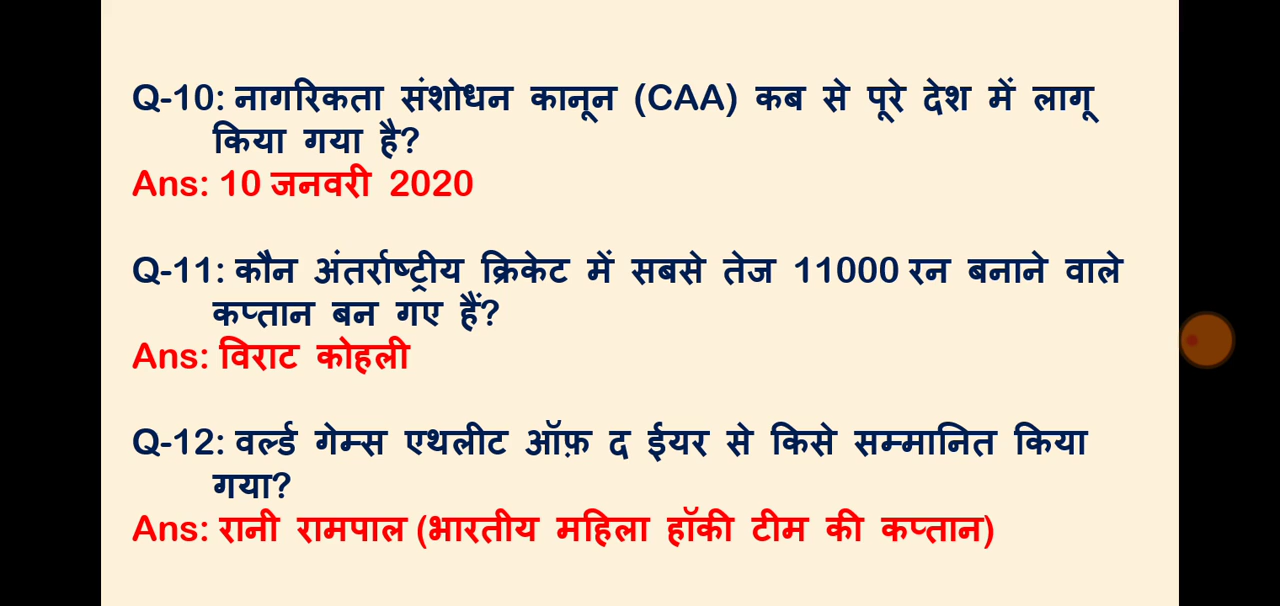 Q-10: नागरिकता संशोधन कानून (CAA) कब से पूरे देश में लागू
किया गया है?
Ans: 10 जनवरी 2020
Q-11: कौन अंतर्राष्ट्रीय क्रिकेट में सबसे तेज 11000 रन बनाने वाले
कप्तान बन गए हैं?
Ans: विराट कोहली
Q-12: वर्ल्ड गेम्स एथलीट ऑफ़ द ईयर से किसे सम्मानित किया
गया?
Ans: रानी रामपाल (भारतीय महिला हॉकी टीम की कप्तान)